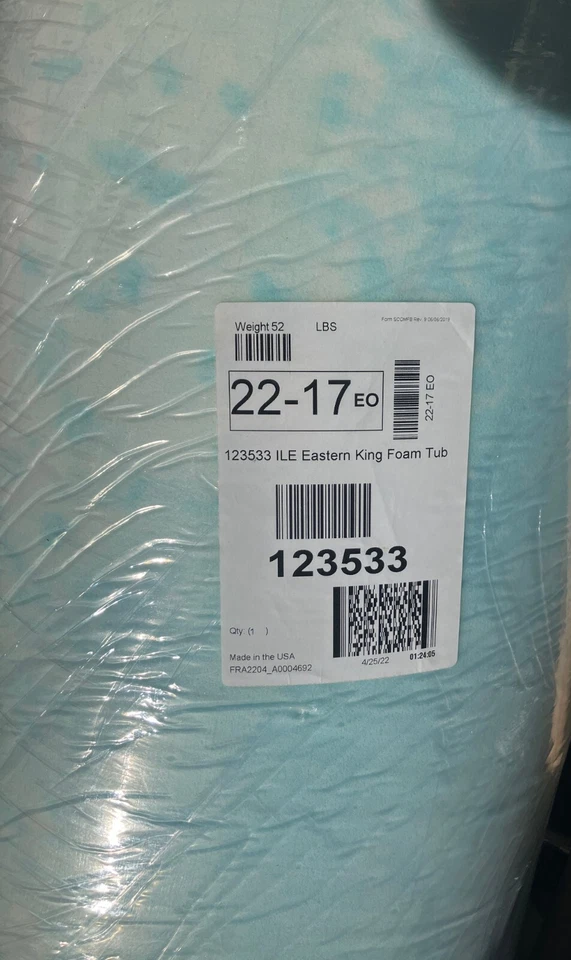 Weight 52 LBS
22-17 EO
22-17 EO
123533 ILE Eastern King Foam Tub
123533
Qty: (1 )
Made in the USA
FRA2204_A0004692
4/25/22
01:24:05